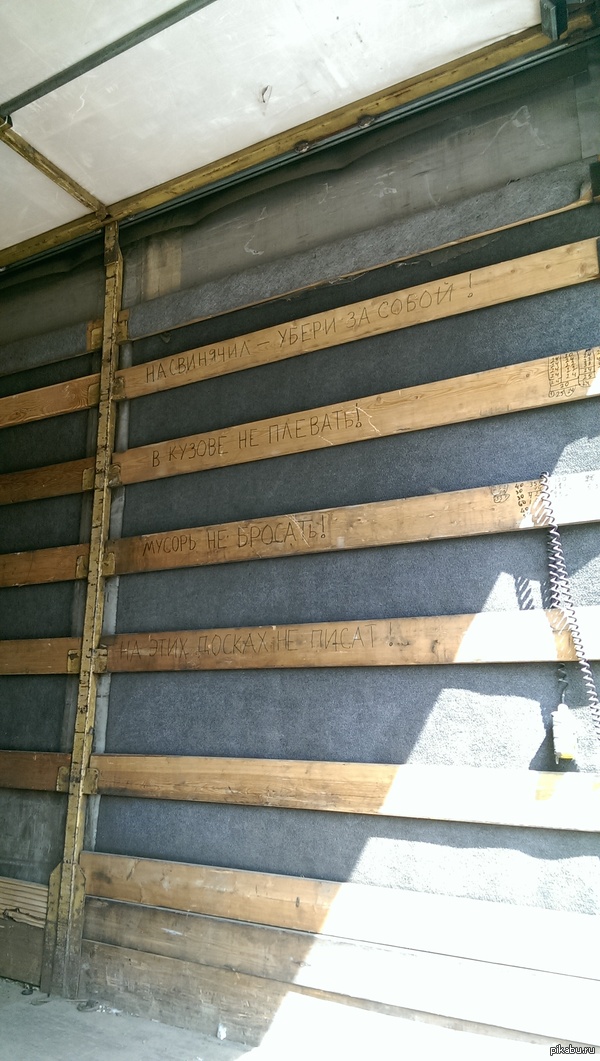 НАСВИНЯЧИЛ – УБЕРИ ЗА СОБОЙ !
В КУЗОВЕ НЕ ПЛЕВАТЬ!
МУСОРЬ НЕ БРОСАТЬ!
НА ЭТИХ ДОСКАХ НЕ ПИСАТ !
pikabu.ru